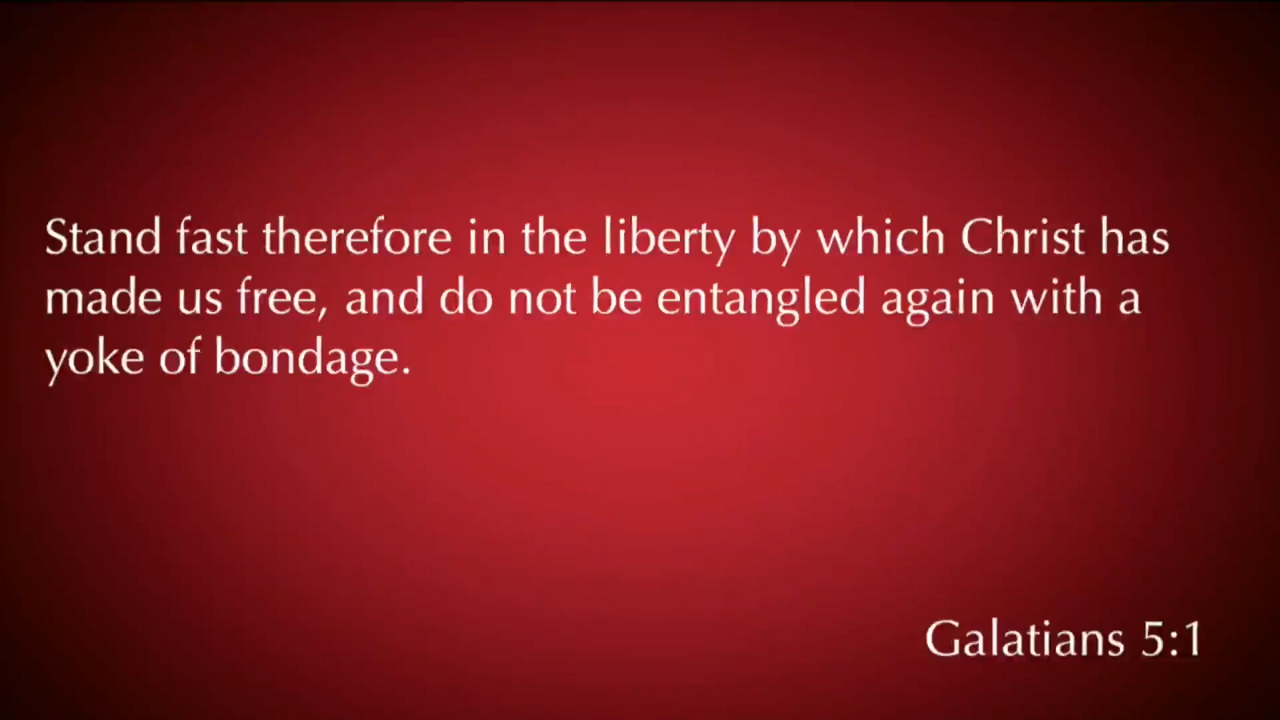 Stand fast therefore in the liberty by which Christ has
made us free, and do not be entangled again with a
yoke of bondage.
Galatians 5:1